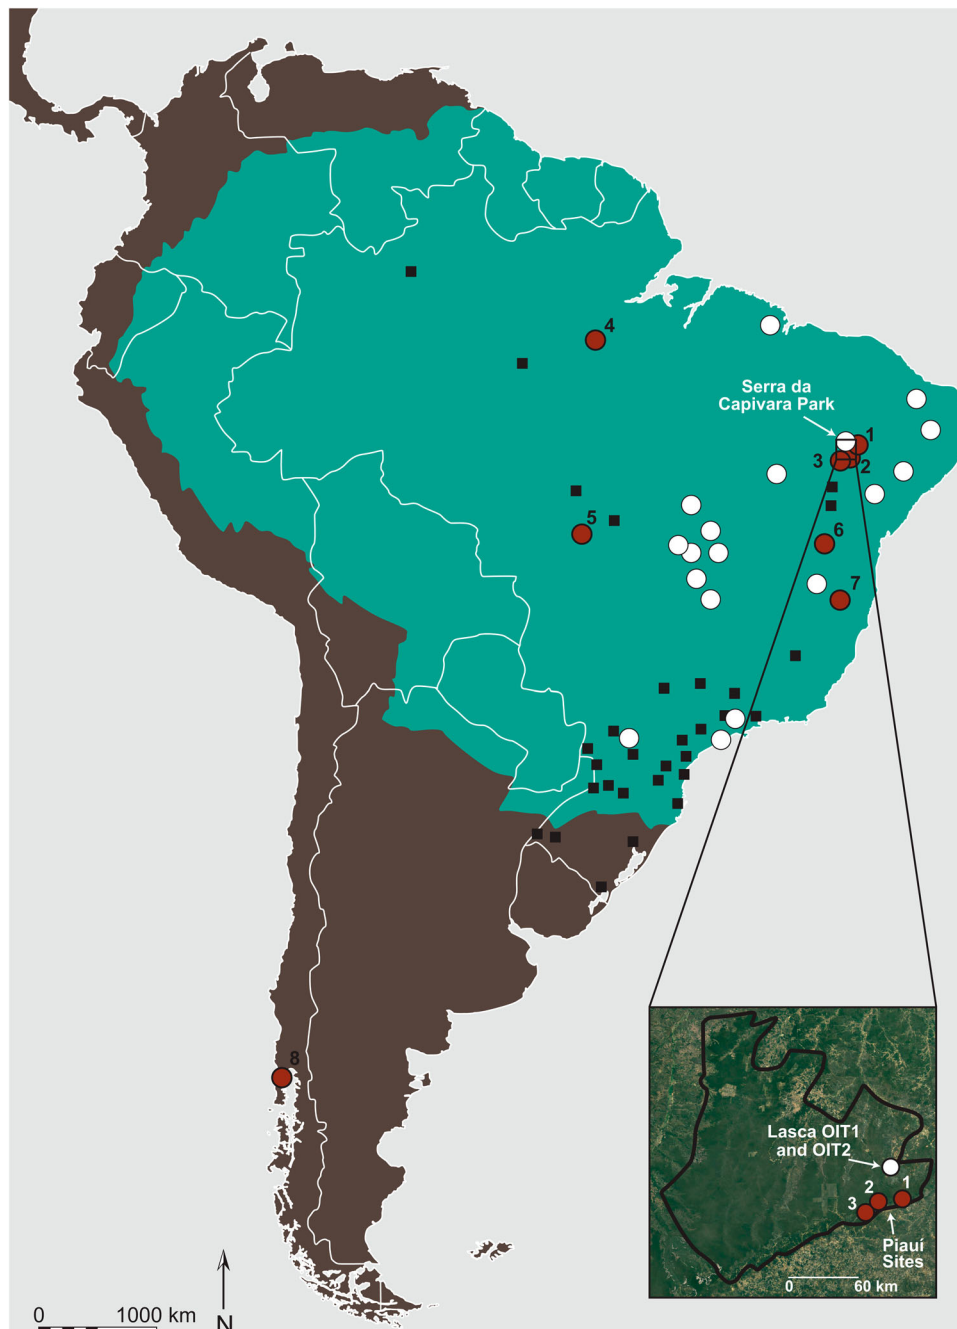 4
Serra da
Capivara Park
1
3
2
5
6
7
8
Lasca OIT1
and OIT2
2
1
3
Piauí
Sites
0
60 km
0
1000 km
N